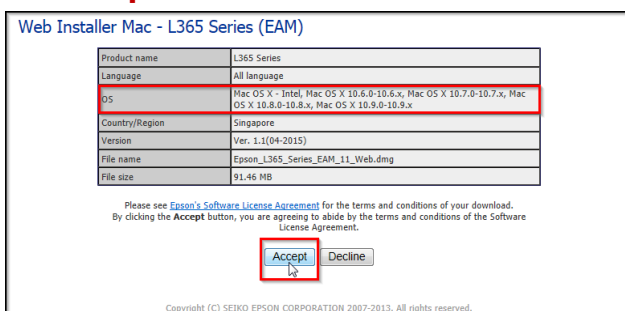 Web Installer Mac - L365 Series (EAM)
Product name L365 Series
Language All language
OS Mac OS X - Intel, Mac OS X 10.6.0-10.6.x, Mac OS X 10.7.0-10.7.x, Mac
OS X 10.8.0-10.8.x, Mac OS X 10.9.0-10.9.x
Country/Region Singapore
Version Ver. 1.1(04-2015)
File name Epson_L365_Series_EAM_11_Web.dmg
File size 91.46 MB
Please see Epson's Software License Agreement for the terms and conditions of your download.
By clicking the Accept button, you are agreeing to abide by the terms and conditions of the Software
License Agreement.
Accept Decline
Copyright (C) SEIKO EPSON CORPORATION 2007-2013. All rights reserved.